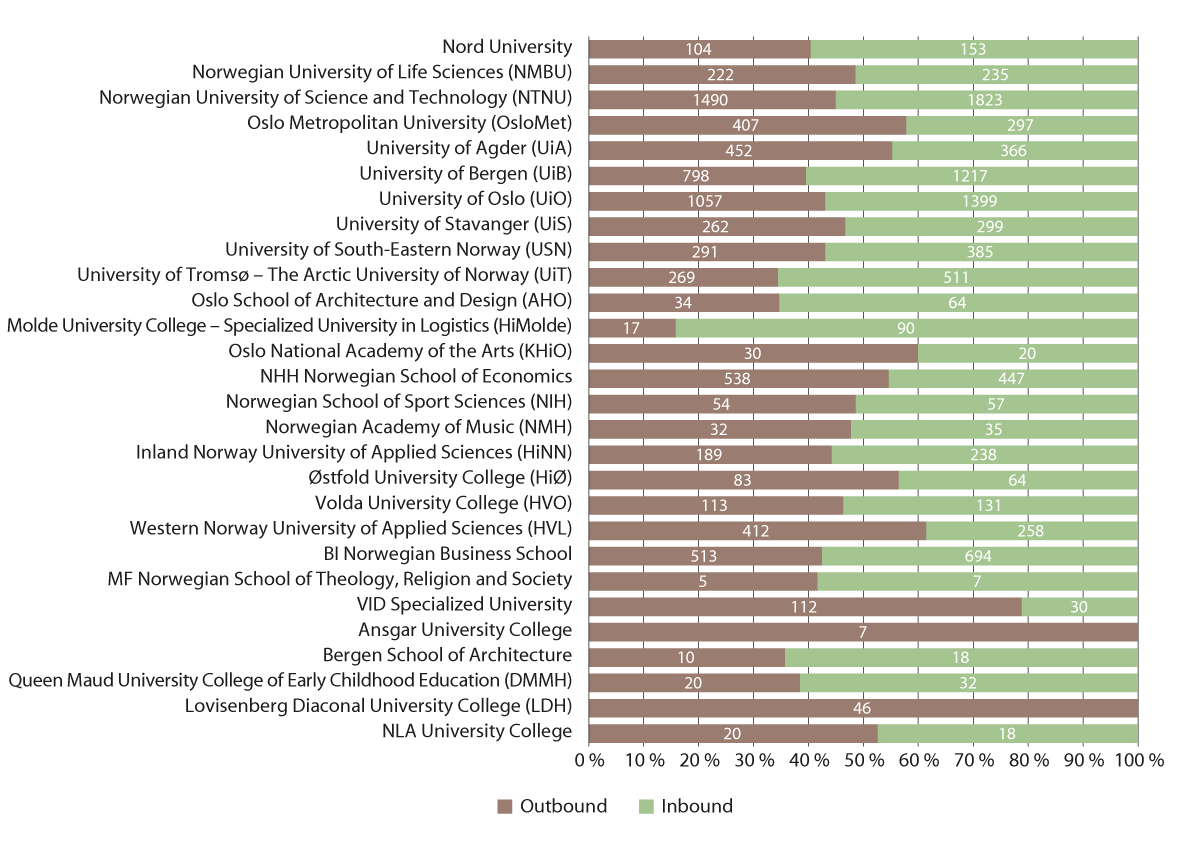 Nord University 104 153
Norwegian University of Life Sciences (NMBU) 222 235
Norwegian University of Science and Technology (NTNU) 1490 1823
Oslo Metropolitan University (OsloMet) 407 297
University of Agder (UiA) 452 366
University of Bergen (UiB) 798 1217
University of Oslo (UiO) 1057 1399
University of Stavanger (UiS) 262 299
University of South-Eastern Norway (USN) 291 385
University of Tromsø – The Arctic University of Norway (UiT) 269 511
Oslo School of Architecture and Design (AHO) 34 64
Molde University College – Specialized University in Logistics (HiMolde) 17 90
Oslo National Academy of the Arts (KHiO) 30 20
NHH Norwegian School of Economics 538 447
Norwegian School of Sport Sciences (NIH) 54 57
Norwegian Academy of Music (NMH) 32 35
Inland Norway University of Applied Sciences (HiNN) 189 238
Østfold University College (HiØ) 83 64
Volda University College (HVO) 113 131
Western Norway University of Applied Sciences (HVL) 412 258
BI Norwegian Business School 513 694
MF Norwegian School of Theology, Religion and Society 5 7
VID Specialized University 112 30
Ansgar University College 7
Bergen School of Architecture 10 18
Queen Maud University College of Early Childhood Education (DMMH) 20 32
Lovisenberg Diaconal University College (LDH) 46
NLA University College 20 18
0 % 10 % 20 % 30 % 40 % 50 % 60 % 70 % 80 % 90 % 100 %
Outbound Inbound